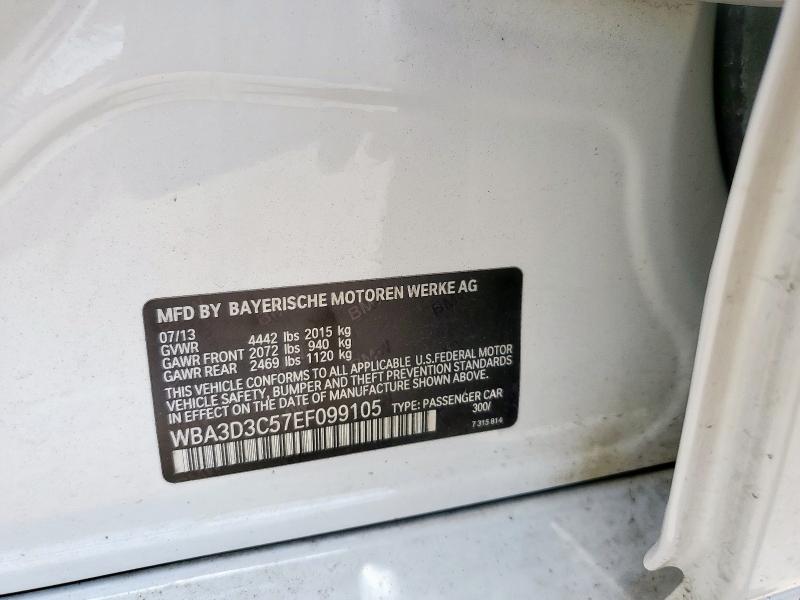 MFD BY BAYERISCHE MOTOREN WERKE AG
07/13
GVWR 4442 lbs 2015 kg
GAWR FRONT 2072 lbs 940 kg
GAWR REAR 2469 lbs 1120 kg
THIS VEHICLE CONFORMS TO ALL APPLICABLE U.S.FEDERAL MOTOR
VEHICLE SAFETY, BUMPER AND THEFT PREVENTION STANDARDS
IN EFFECT ON THE DATE OF MANUFACTURE SHOWN ABOVE.
WBA3D3C57EF099105 TYPE: PASSENGER CAR
300/
7 315 814